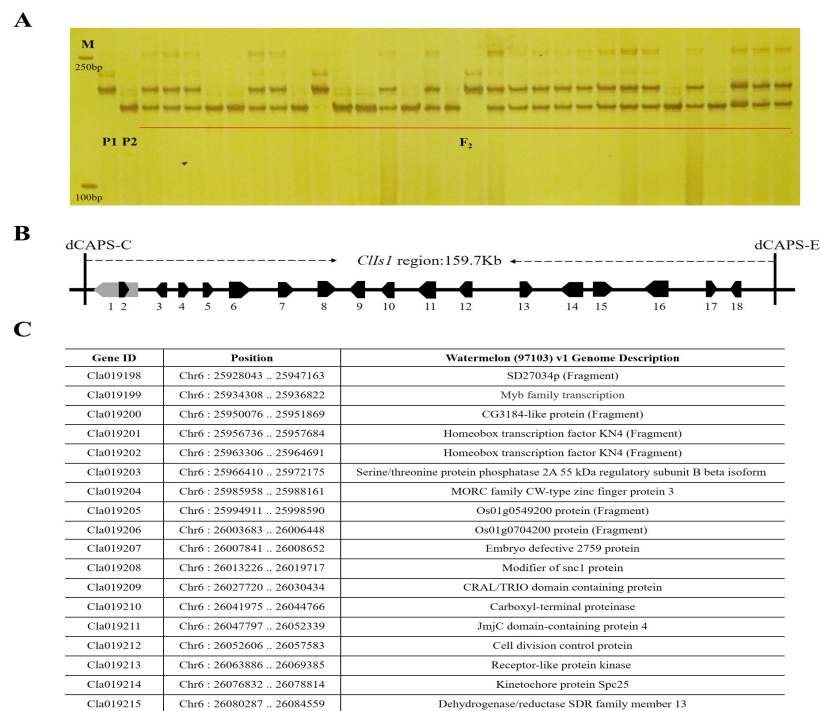 A
M
250bp
P1 P2
F2
100bp
B
dCAPS-C
dCAPS-E
ClIs1 region:159.7Kb
1 2 3 4 5 6 7 8 9 10 11 12 13 14 15 16 17 18
C
Gene ID Position Watermelon (97103) v1 Genome Description
Cla019198 Chr6 : 25928043 .. 25947163 SD27034p (Fragment)
Cla019199 Chr6 : 25934308 .. 25936822 Myb family transcription
Cla019200 Chr6 : 25950076 .. 25951869 CG3184-like protein (Fragment)
Cla019201 Chr6 : 25956736 .. 25957684 Homeobox transcription factor KN4 (Fragment)
Cla019202 Chr6 : 25963306 .. 25964691 Homeobox transcription factor KN4 (Fragment)
Cla019203 Chr6 : 25966410 .. 25972175 Serine/threonine protein phosphatase 2A 55 kDa regulatory subunit B beta isoform
Cla019204 Chr6 : 25985958 .. 25988161 MORC family CW-type zinc finger protein 3
Cla019205 Chr6 : 25994911 .. 25998590 Os01g0549200 protein (Fragment)
Cla019206 Chr6 : 26003683 .. 26006448 Os01g0704200 protein (Fragment)
Cla019207 Chr6 : 26007841 .. 26008652 Embryo defective 2759 protein
Cla019208 Chr6 : 26013226 .. 26019717 Modifier of snc1 protein
Cla019209 Chr6 : 26027720 .. 26030434 CRAL/TRIO domain containing protein
Cla019210 Chr6 : 26041975 .. 26044766 Carboxyl-terminal proteinase
Cla019211 Chr6 : 26047797 .. 26052339 JmjC domain-containing protein 4
Cla019212 Chr6 : 26052606 .. 26057583 Cell division control protein
Cla019213 Chr6 : 26063886 .. 26069385 Receptor-like protein kinase
Cla019214 Chr6 : 26076832 .. 26078814 Kinetochore protein Spc25
Cla019215 Chr6 : 26080287 .. 26084559 Dehydrogenase/reductase SDR family member 13